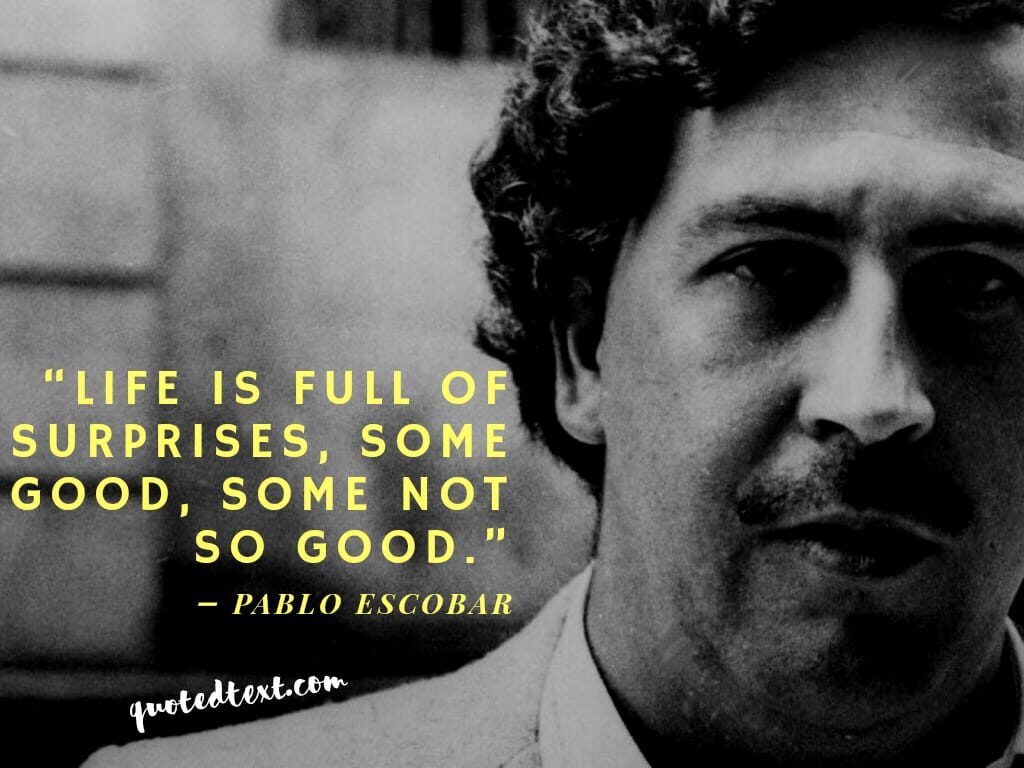 “LIFE IS FULL OF
SURPRISES, SOME
GOOD, SOME NOT
SO GOOD.”
– PABLO ESCOBAR
quotedtext.com